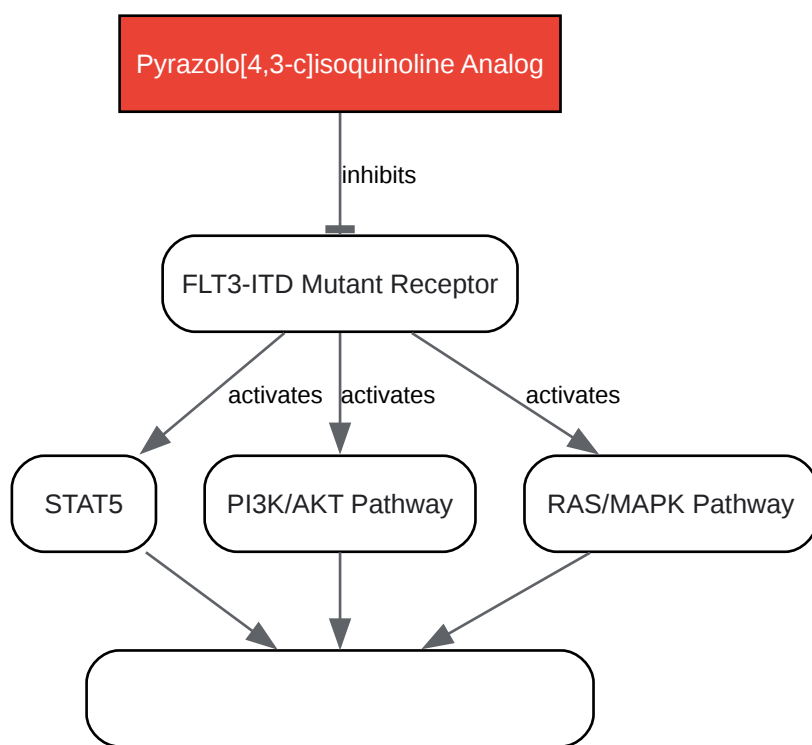 Pyrazolo[4,3-c]isoquinoline Analog
inhibits
FLT3-ITD Mutant Receptor
activates
activates
activates
STAT5
PI3K/AKT Pathway
RAS/MAPK Pathway